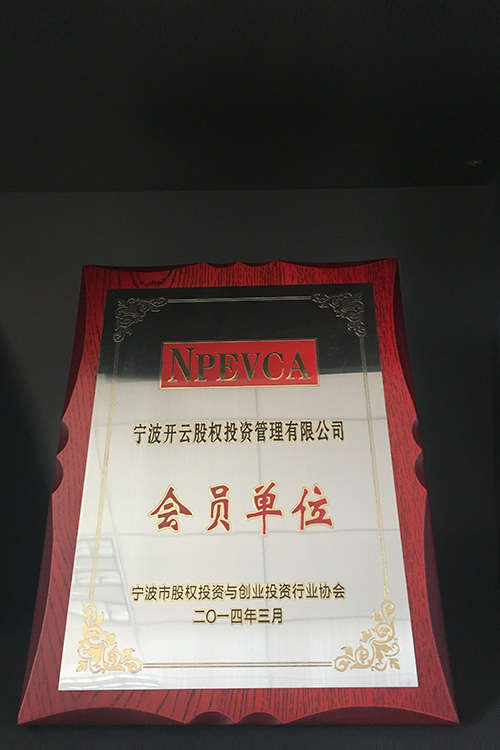 NPEVCA
宁波开云股权投资管理有限公司
会员单位
宁波市股权投资与创业投资行业协会
二〇一四年三月